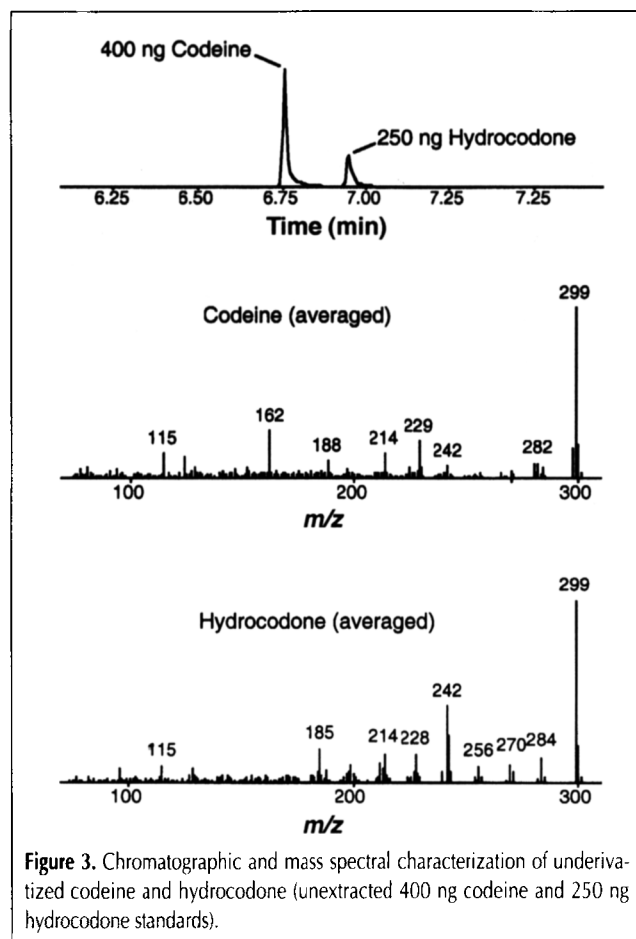 400 ng Codeine
250 ng Hydrocodone
6.25 6.50 6.75 7.00 7.25 7.25
Time (min)
299
Codeine (averaged)
162
229
115
188
214
242
282
100 200 300
m/z
299
Hydrocodone (averaged)
242
185
214
228
270
284
115
256
100 200 300
m/z
Figure 3. Chromatographic and mass spectral characterization of underiva-
tized codeine and hydrocodone (unextracted 400 ng codeine and 250 ng
hydrocodone standards).